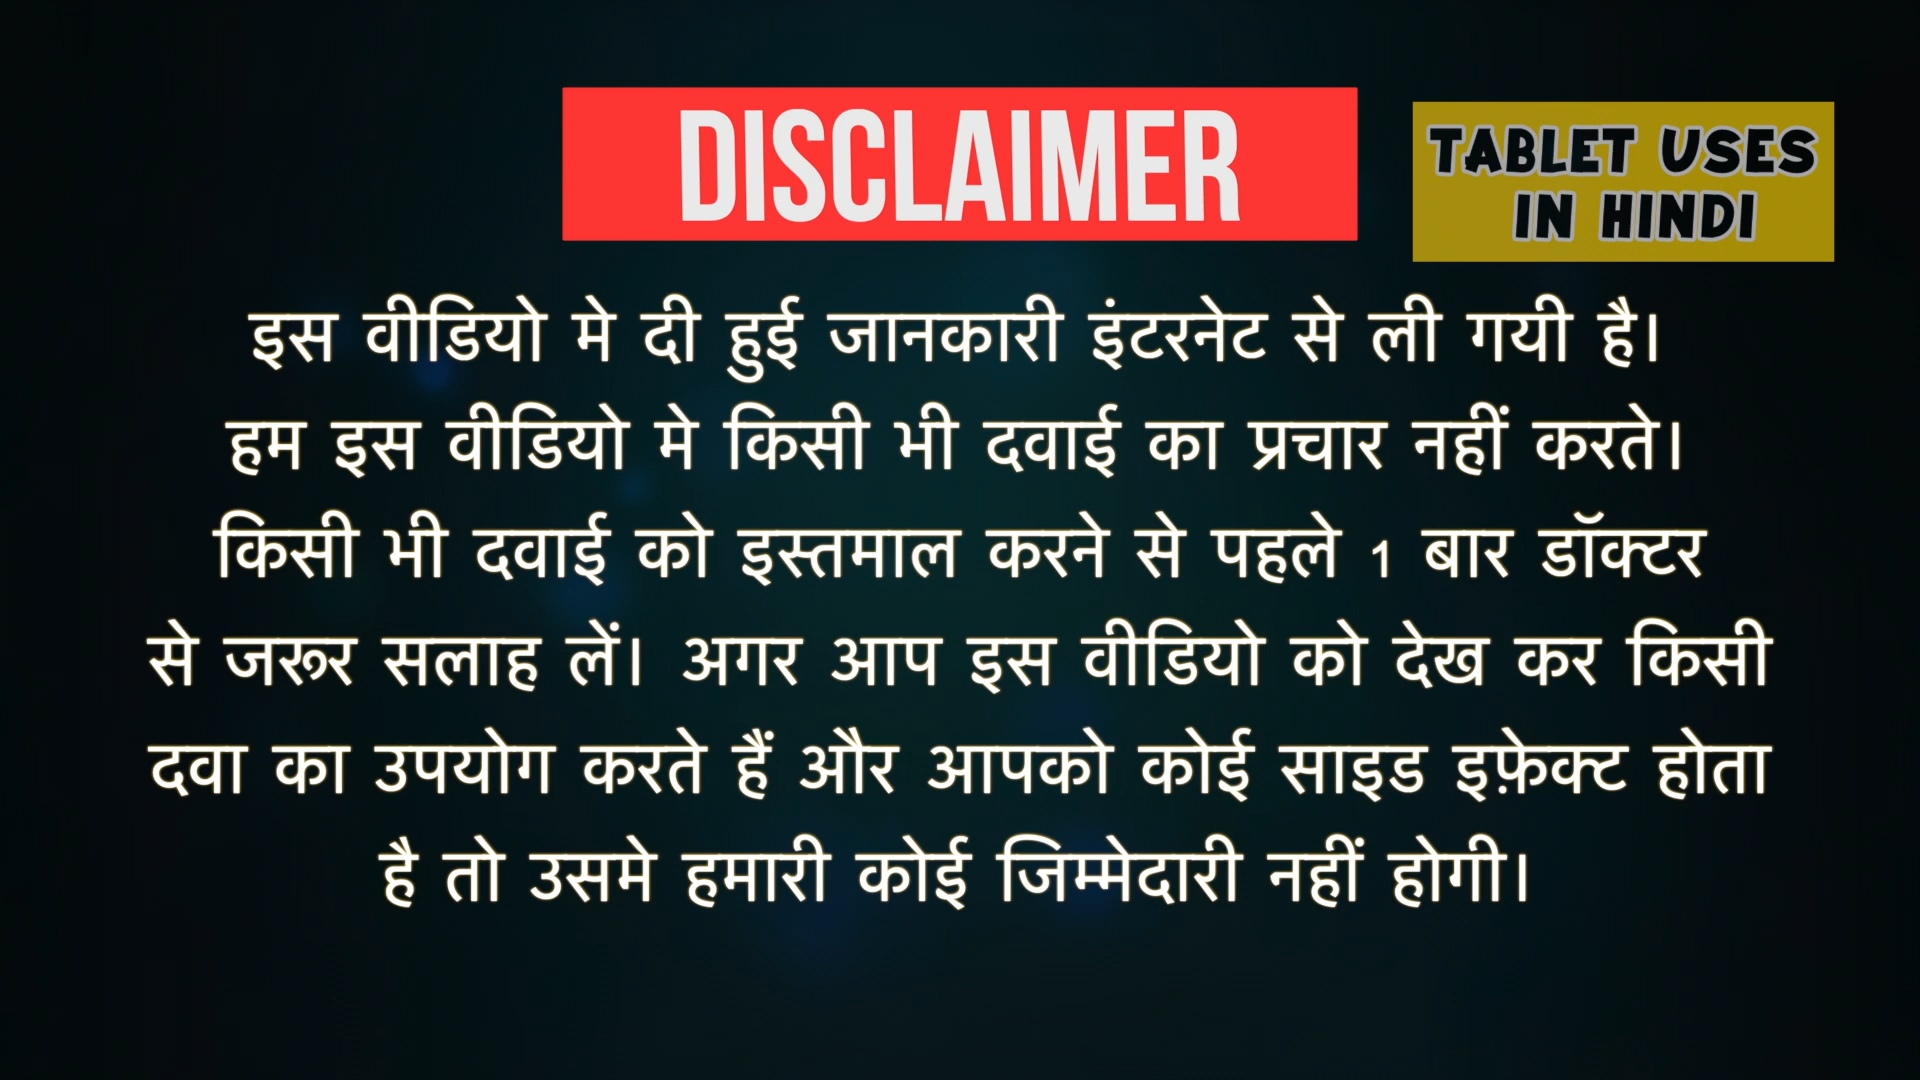 DISCLAIMER
TABLET USES
IN HINDI
इस वीडियो मे दी हुई जानकारी इंटरनेट से ली गयी है।
हम इस वीडियो मे किसी भी दवाई का प्रचार नहीं करते।
किसी भी दवाई को इस्तमाल करने से पहले 1 बार डॉक्टर
से जरूर सलाह लें। अगर आप इस वीडियो को देख कर किसी
दवा का उपयोग करते हैं और आपको कोई साइड इफ़ेक्ट होता
है तो उसमे हमारी कोई जिम्मेदारी नहीं होगी।